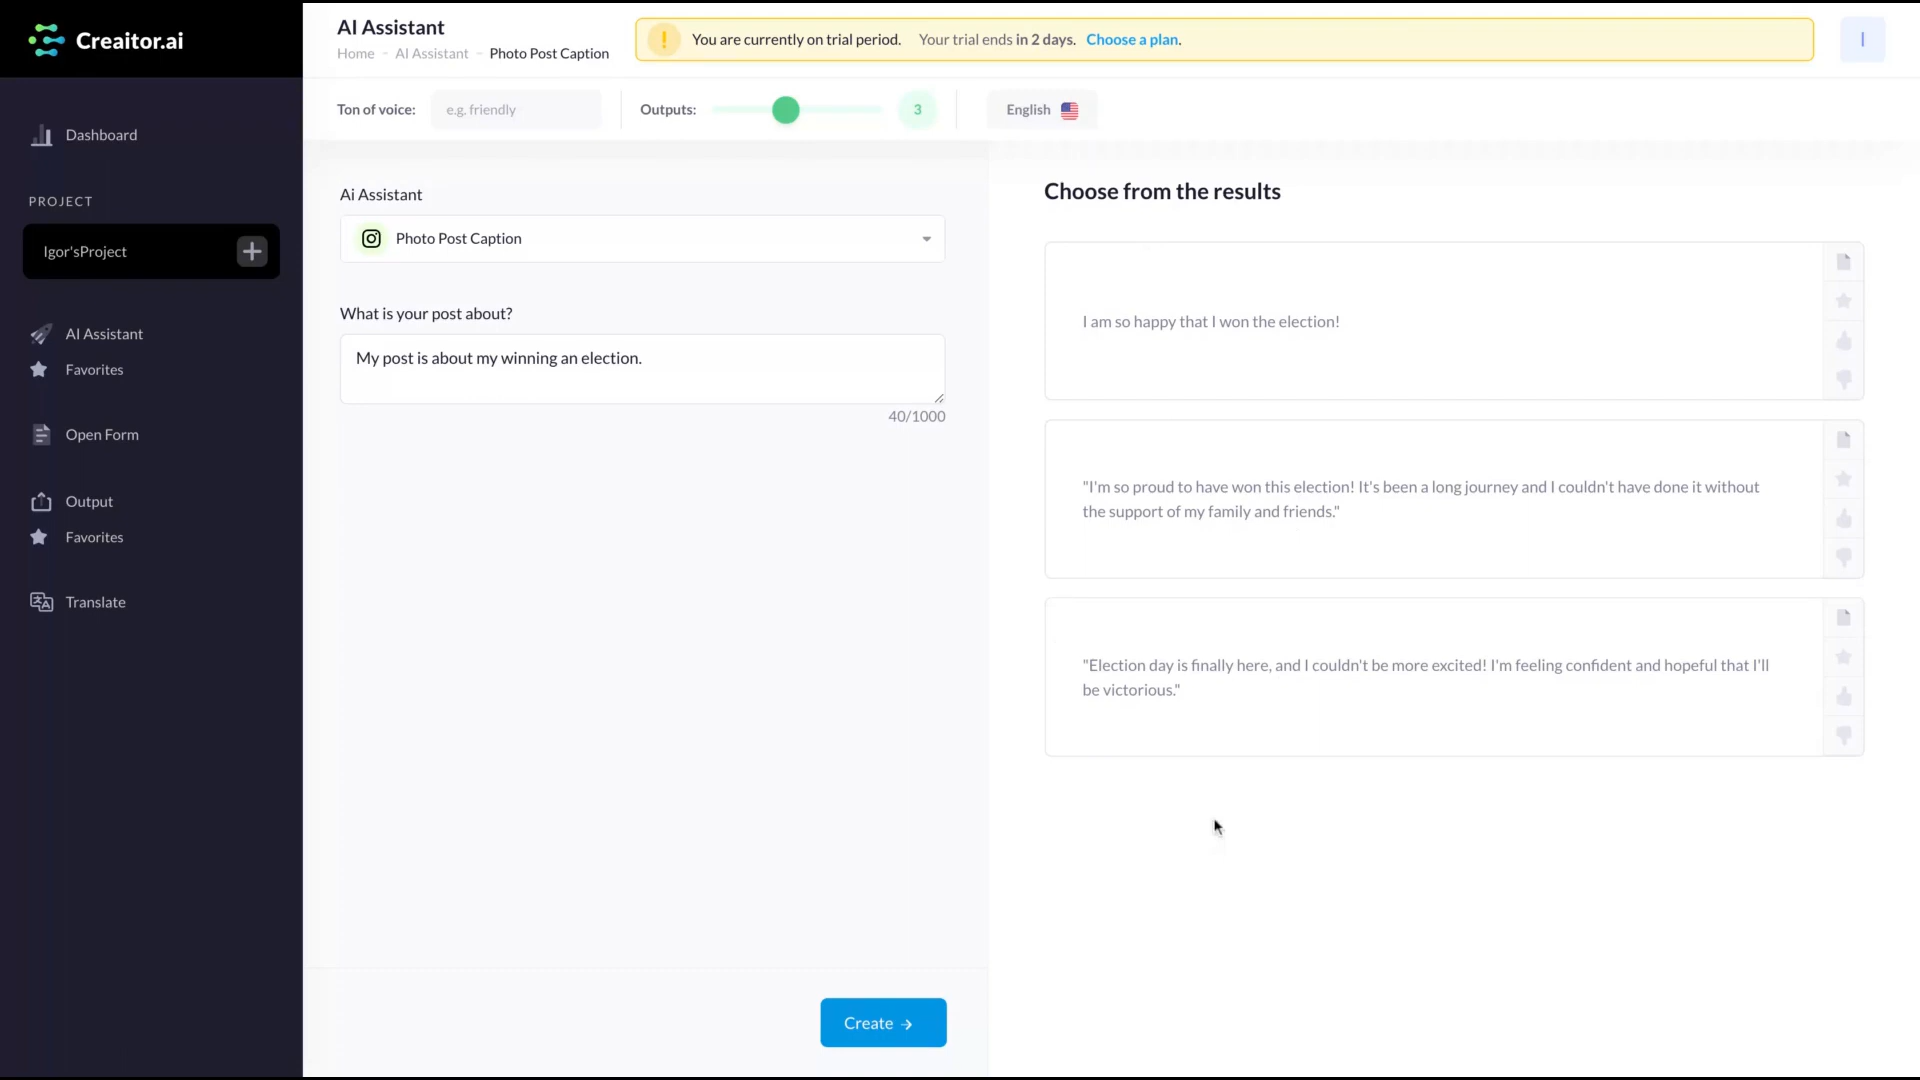 Creaitor.ai
Dashboard
PROJECT
Igor'sProject
AI Assistant
Favorites
Open Form
Output
Favorites
Translate
AI Assistant
Home - AI Assistant - Photo Post Caption
You are currently on trial period. Your trial ends in 2 days. Choose a plan.
I
Ton of voice: e.g. friendly
Outputs: 3
English
Ai Assistant
Photo Post Caption
What is your post about?
My post is about my winning an election.
40/1000
Create →
Choose from the results
I am so happy that I won the election!
"I'm so proud to have won this election! It's been a long journey and I couldn't have done it without
the support of my family and friends."
"Election day is finally here, and I couldn't be more excited! I'm feeling confident and hopeful that I'll
be victorious."